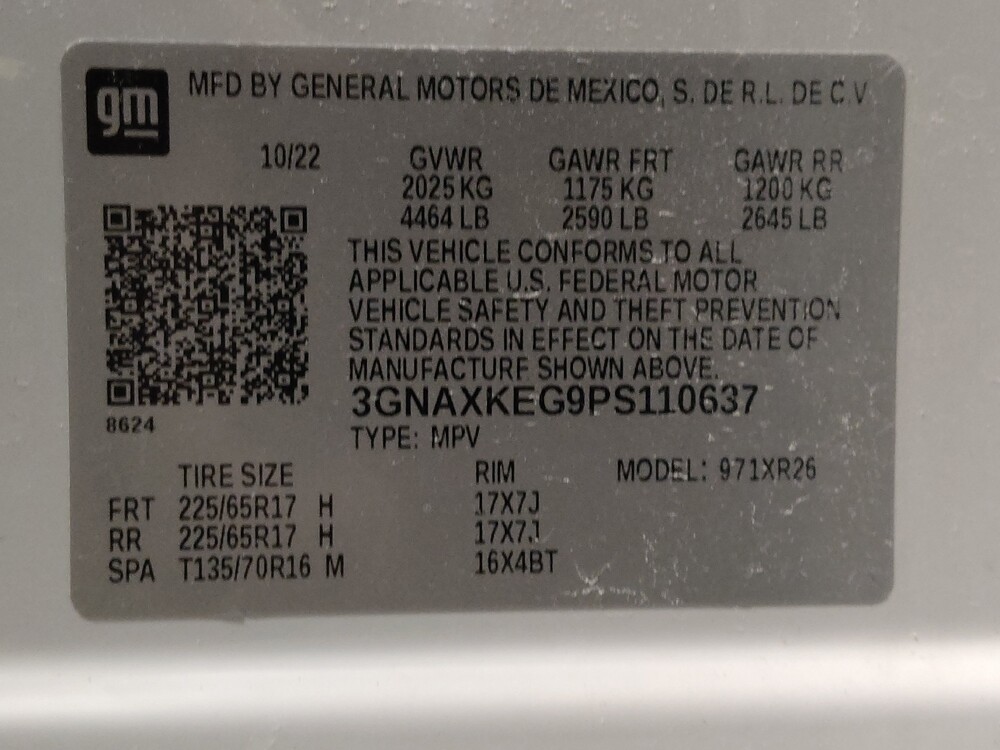 gm
MFD BY GENERAL MOTORS DE MEXICO, S. DE R.L. DE C.V
10/22 GVWR GAWR FRT GAWR RR
2025 KG 1175 KG 1200 KG
4464 LB 2590 LB 2645 LB
THIS VEHICLE CONFORMS TO ALL
APPLICABLE U.S. FEDERAL MOTOR
VEHICLE SAFETY AND THEFT PREVENTION
STANDARDS IN EFFECT ON THE DATE OF
MANUFACTURE SHOWN ABOVE.
3GNAXKEG9PS110637
8624
TYPE: MPV
TIRE SIZE RIM MODEL: 971XR26
FRT 225/65R17 H 17X7J
RR 225/65R17 H 17X7J
SPA T135/70R16 M 16X4BT